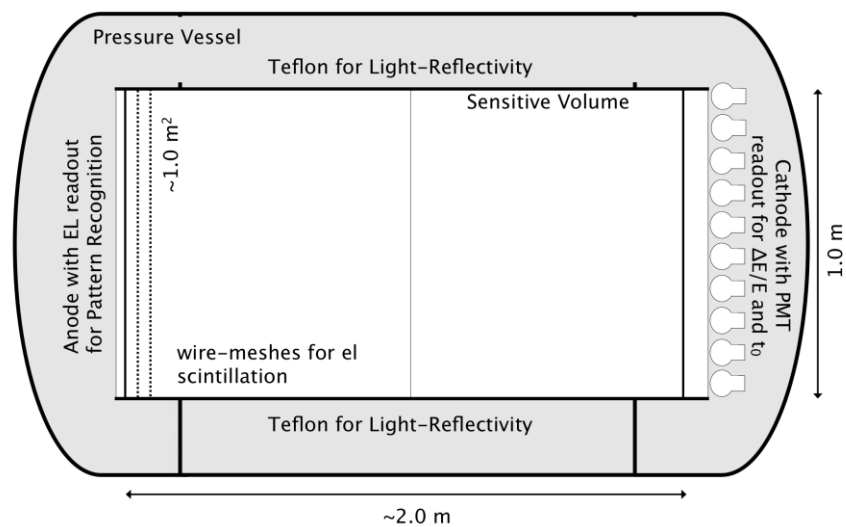 Pressure Vessel
Teflon for Light-Reflectivity
Sensitive Volume
~1.0 m²
Anode with EL readout
for Pattern Recognition
Cathode with PMT
readout for ΔE/E and t₀
1.0 m
wire-meshes for el
scintillation
Teflon for Light-Reflectivity
~2.0 m